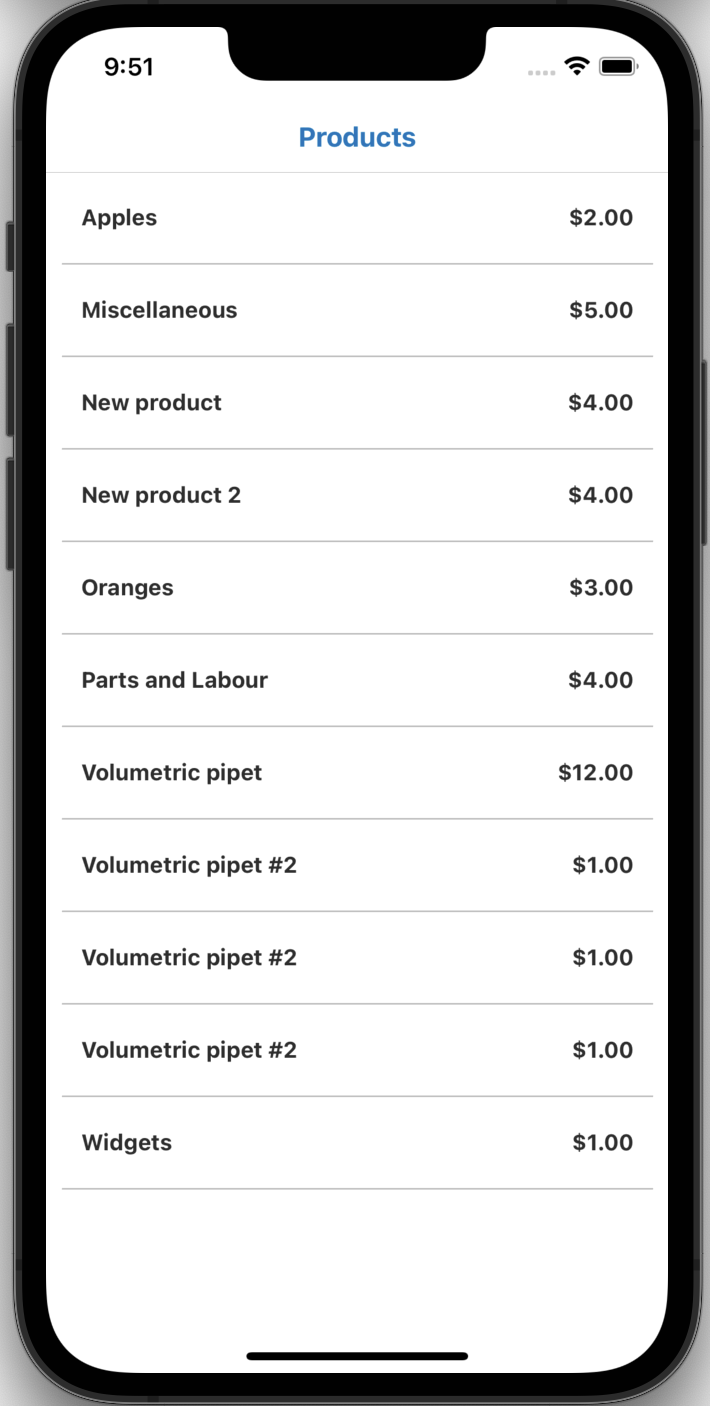 9:51
Products
Apples $2.00
Miscellaneous $5.00
New product $4.00
New product 2 $4.00
Oranges $3.00
Parts and Labour $4.00
Volumetric pipet $12.00
Volumetric pipet #2 $1.00
Volumetric pipet #2 $1.00
Volumetric pipet #2 $1.00
Widgets $1.00